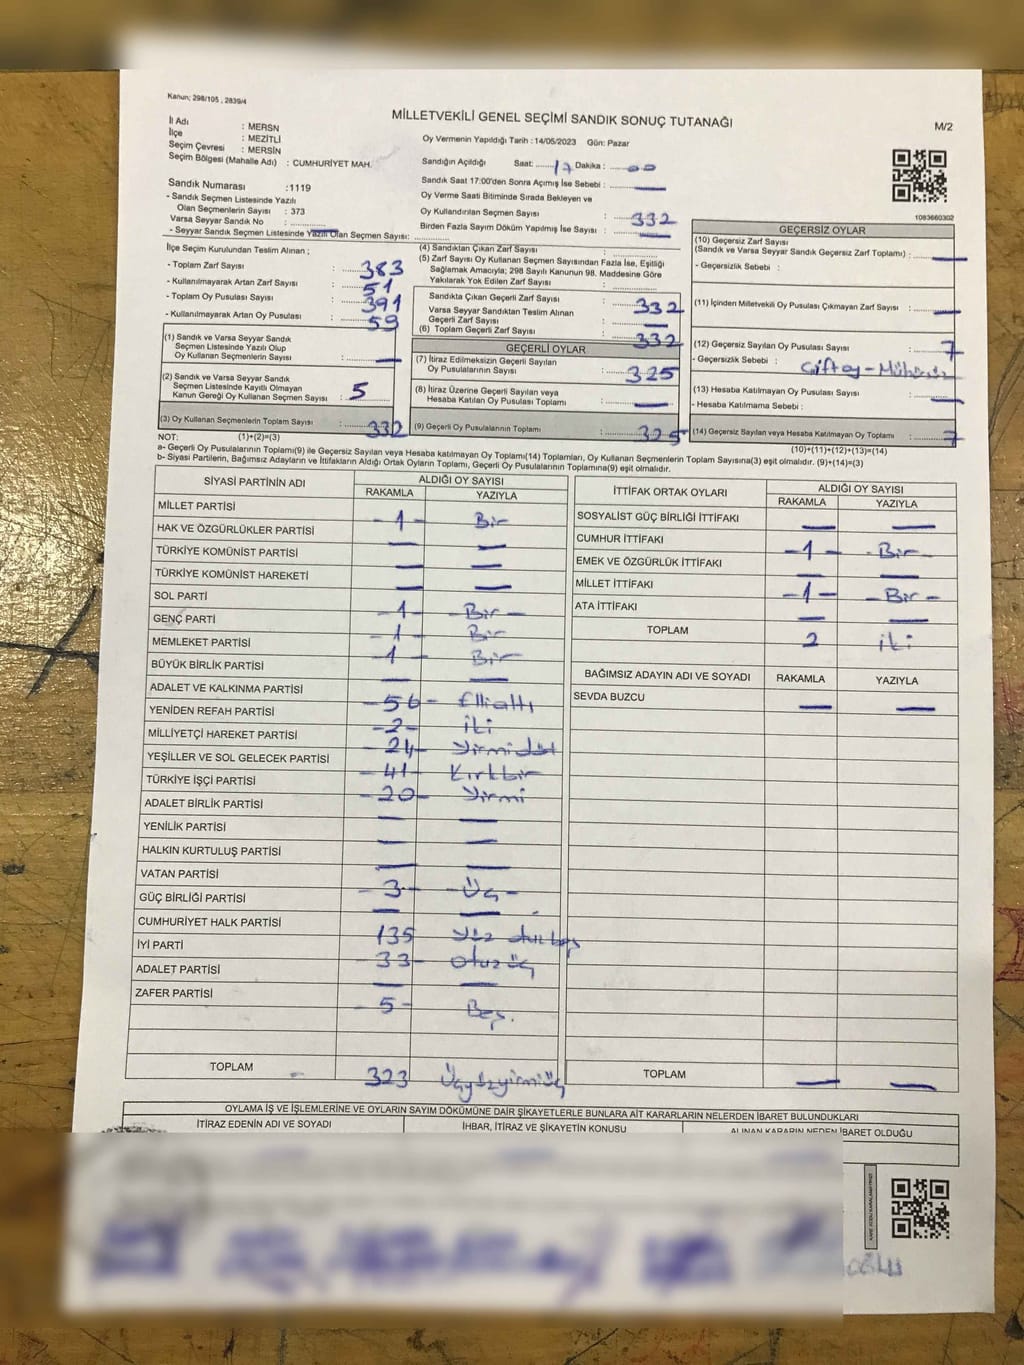 Kanun; 298/105 , 2839/4
MİLLETVEKİLİ GENEL SEÇİMİ SANDIK SONUÇ TUTANAĞI
M/2
İl Adı : MERSN
İlçe : MEZİTLİ
Seçim Çevresi : MERSİN
Seçim Bölgesi (Mahalle Adı) : CUMHURİYET MAH.
Sandık Numarası :1119
- Sandık Seçmen Listesinde Yazılı
Olan Seçmenlerin Sayısı : 373
Varsa Seyyar Sandık No :
- Seyyar Sandık Seçmen Listesinde Yazılı Olan Seçmen Sayısı:
Oy Vermenin Yapıldığı Tarih : 14/05/2023 Gün: Pazar
Sandığın Açıldığı Saat: 17 Dakika : 00
Sandık Saat 17:00'den Sonra Açımış İse Sebebi : —
Oy Verme Saati Bitiminde Sırada Bekleyen ve
Oy Kullandırılan Seçmen Sayısı : 332
Birden Fazla Sayım Döküm Yapılmış İse Sayısı : —
1083660302
İlçe Seçim Kurulundan Teslim Alınan ;
- Toplam Zarf Sayısı : 383
- Kullanılmayarak Artan Zarf Sayısı : 51
- Toplam Oy Pusulası Sayısı : 391
- Kullanılmayarak Artan Oy Pusulası : 59
(1) Sandık ve Varsa Seyyar Sandık
Seçmen Listesinde Yazılı Olup
Oy Kullanan Seçmenlerin Sayısı : —
(2) Sandık ve Varsa Seyyar Sandık
Seçmen Listesinde Kayıtlı Olmayan
Kanun Gereği Oy Kullanan Seçmen Sayısı : 5
(3) Oy Kullanan Seçmenlerin Toplam Sayısı : 332
(4) Sandıktan Çıkan Zarf Sayısı :
(5) Zarf Sayısı Oy Kullanan Seçmen Sayısından Fazla İse, Eşitliği
Sağlamak Amacıyla; 298 Sayılı Kanunun 98. Maddesine Göre
Yakılarak Yok Edilen Zarf Sayısı :
Sandıkta Çıkan Geçerli Zarf Sayısı : 332
Varsa Seyyar Sandıktan Teslim Alınan
Geçerli Zarf Sayısı : —
(6) Toplam Geçerli Zarf Sayısı : 332
GEÇERLİ OYLAR
(7) İtiraz Edilmeksizin Geçerli Sayılan
Oy Pusulalarının Sayısı : 325
(8) İtiraz Üzerine Geçerli Sayılan veya
Hesaba Katılan Oy Pusulası Toplamı : —
(9) Geçerli Oy Pusulalarının Toplamı : 325
GEÇERSİZ OYLAR
(10) Geçersiz Zarf Sayısı
(Sandık ve Varsa Seyyar Sandık Geçersiz Zarf Toplamı) : —
- Geçersizlik Sebebi :
(11) İçinden Milletvekili Oy Pusulası Çıkmayan Zarf Sayısı : —
(12) Geçersiz Sayılan Oy Pusulası Sayısı : 7
- Geçersizlik Sebebi : Çift oy - Mühürsüz
(13) Hesaba Katılmayan Oy Pusulası Sayısı : —
- Hesaba Katılmama Sebebi :
(14) Geçersiz Sayılan veya Hesaba Katılmayan Oy Toplamı : 7
NOT: (1)+(2)=(3)
(10)+(11)+(12)+(13)=(14)
a- Geçerli Oy Pusulalarının Toplamı(9) ile Geçersiz Sayılan veya Hesaba katılmayan Oy Toplamı(14) Toplamları, Oy Kullanan Seçmenlerin Toplam Sayısına(3) eşit olmalıdır.
b- Siyasi Partilerin, Bağımsız Adayların ve İttifakların Aldığı Ortak Oyların Toplamı, Geçerli Oy Pusulalarının Toplamına(9) eşit olmalıdır. (9)+(14)=(3)
SİYASİ PARTİNİN ADI ALDIĞI OY SAYISI
RAKAMLA YAZIYLA
MİLLET PARTİSİ -1- Bir
HAK VE ÖZGÜRLÜKLER PARTİSİ — —
TÜRKİYE KOMÜNİST PARTİSİ — —
TÜRKİYE KOMÜNİST HAREKETİ — —
SOL PARTİ -1- -Bir-
GENÇ PARTİ -1- Bir
MEMLEKET PARTİSİ -1- Bir
BÜYÜK BİRLİK PARTİSİ — —
ADALET VE KALKINMA PARTİSİ -56- Ellialtı
YENİDEN REFAH PARTİSİ -2- iki
MİLLİYETÇİ HAREKET PARTİSİ -24- Yirmidört
YEŞİLLER VE SOL GELECEK PARTİSİ -41- Kırkbir
TÜRKİYE İŞÇİ PARTİSİ -20- Yirmi
ADALET BİRLİK PARTİSİ — —
YENİLİK PARTİSİ — —
HALKIN KURTULUŞ PARTİSİ — —
VATAN PARTİSİ -3- -Üç-
GÜÇ BİRLİĞİ PARTİSİ — —
CUMHURİYET HALK PARTİSİ 135 yüz otuz beş
İYİ PARTİ -33- otuz üç
ADALET PARTİSİ — —
ZAFER PARTİSİ -5- Beş.
TOPLAM 323 Üçyüzyirmiüç
İTTİFAK ORTAK OYLARI ALDIĞI OY SAYISI
RAKAMLA YAZIYLA
SOSYALİST GÜÇ BİRLİĞİ İTTİFAKI — —
CUMHUR İTTİFAKI -1- -Bir-
EMEK VE ÖZGÜRLÜK İTTİFAKI — —
MİLLET İTTİFAKI -1- -Bir-
ATA İTTİFAKI — —
TOPLAM 2 iki
BAĞIMSIZ ADAYIN ADI VE SOYADI RAKAMLA YAZIYLA
SEVDA BUZCU — —
TOPLAM — —
OYLAMA İŞ VE İŞLEMLERİNE VE OYLARIN SAYIM DÖKÜMÜNE DAİR ŞİKAYETLERLE BUNLARA AİT KARARLARIN NELERDEN İBARET BULUNDUKLARI
İTİRAZ EDENİN ADI VE SOYADI İHBAR, İTİRAZ VE ŞİKAYETİN KONUSU ALINAN KARARIN NEDEN İBARET OLDUĞU